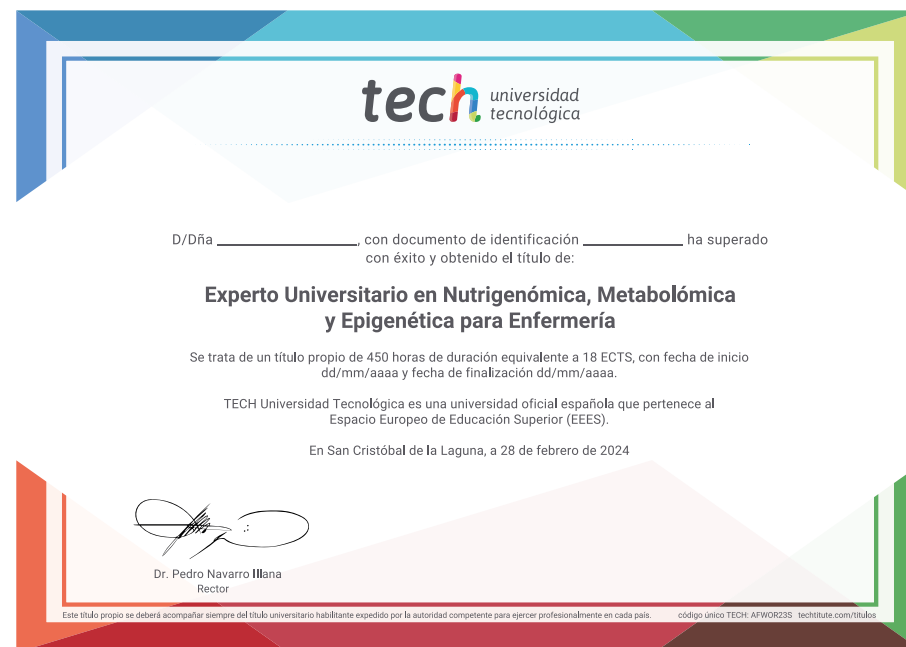 tech universidad
tecnológica
D/Dña ____________________, con documento de identificación ______________ ha superado
con éxito y obtenido el título de:
Experto Universitario en Nutrigenómica, Metabolómica
y Epigenética para Enfermería
Se trata de un título propio de 450 horas de duración equivalente a 18 ECTS, con fecha de inicio
dd/mm/aaaa y fecha de finalización dd/mm/aaaa.
TECH Universidad Tecnológica es una universidad oficial española que pertenece al
Espacio Europeo de Educación Superior (EEES).
En San Cristóbal de la Laguna, a 28 de febrero de 2024
Dr. Pedro Navarro Illana
Rector
Este título propio se deberá acompañar siempre del título universitario habilitante expedido por la autoridad competente para ejercer profesionalmente en cada país. código único TECH: AFWOR23S techtitute.com/titulos